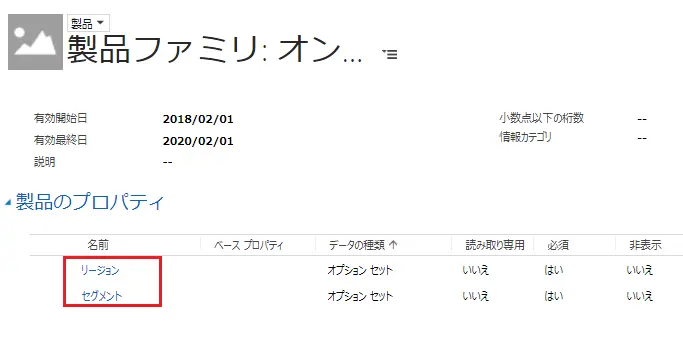 製品
製品ファミリ: オン...
有効開始日 2018/02/01 小数点以下の桁数 --
有効最終日 2020/02/01 情報カテゴリ --
説明 --
製品のプロパティ
名前 ベース プロパティ データの種類 ↑ 読み取り専用 必須 非表示
リージョン オプション セット いいえ はい いいえ
セグメント オプション セット いいえ はい いいえ